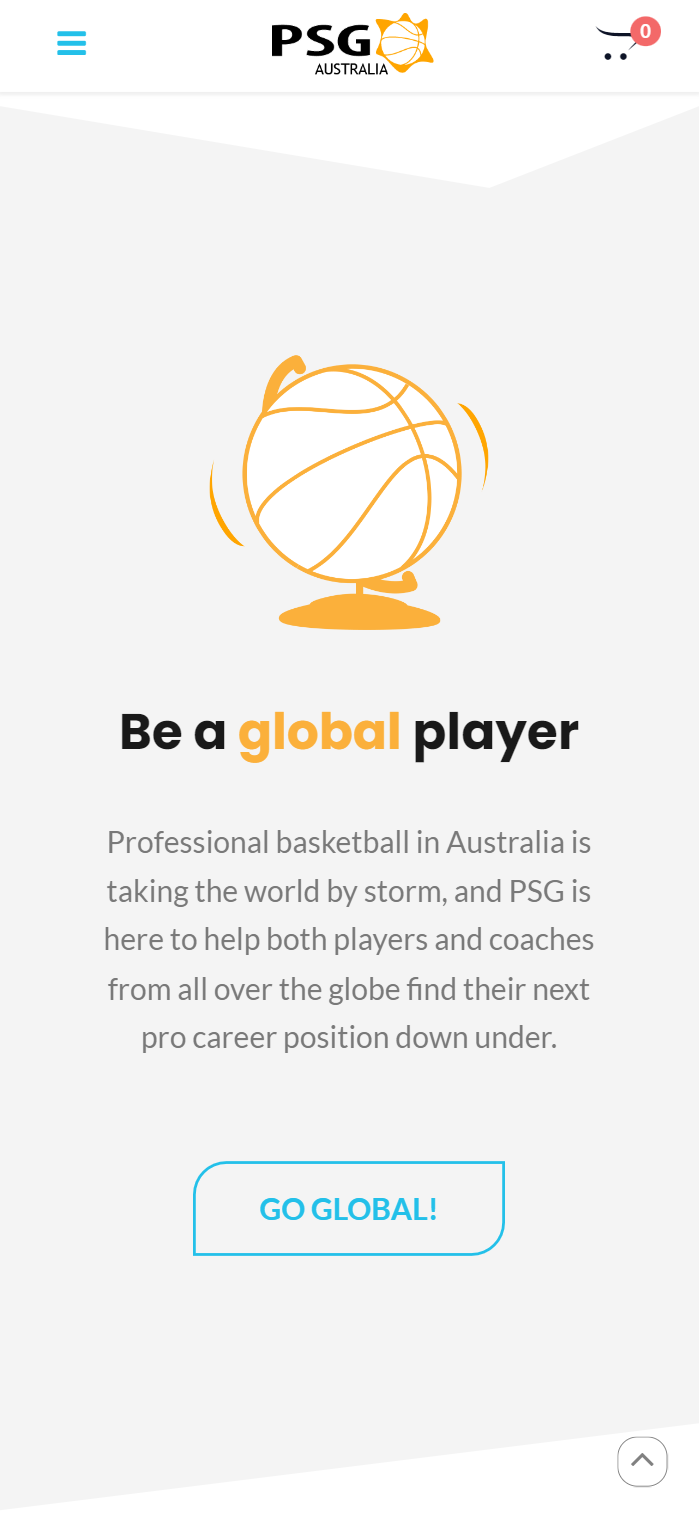 PSG
AUSTRALIA
0
Be a global player
Professional basketball in Australia is
taking the world by storm, and PSG is
here to help both players and coaches
from all over the globe find their next
pro career position down under.
GO GLOBAL!